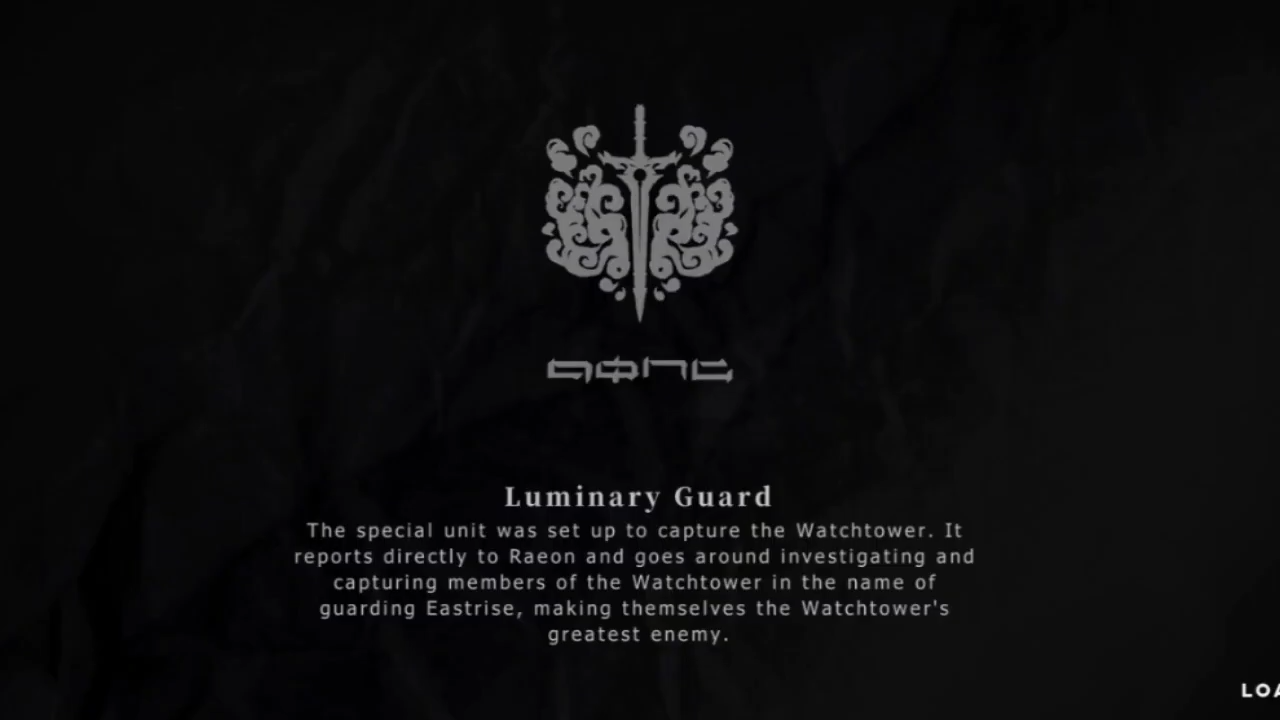 Luminary Guard
The special unit was set up to capture the Watchtower. It
reports directly to Raeon and goes around investigating and
capturing members of the Watchtower in the name of
guarding Eastrise, making themselves the Watchtower's
greatest enemy.
LOA